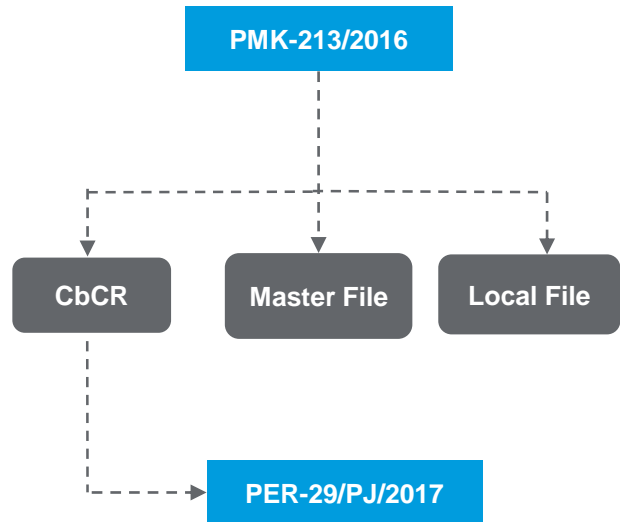 PMK-213/2016
CbCR
Master File
Local File
PER-29/PJ/2017